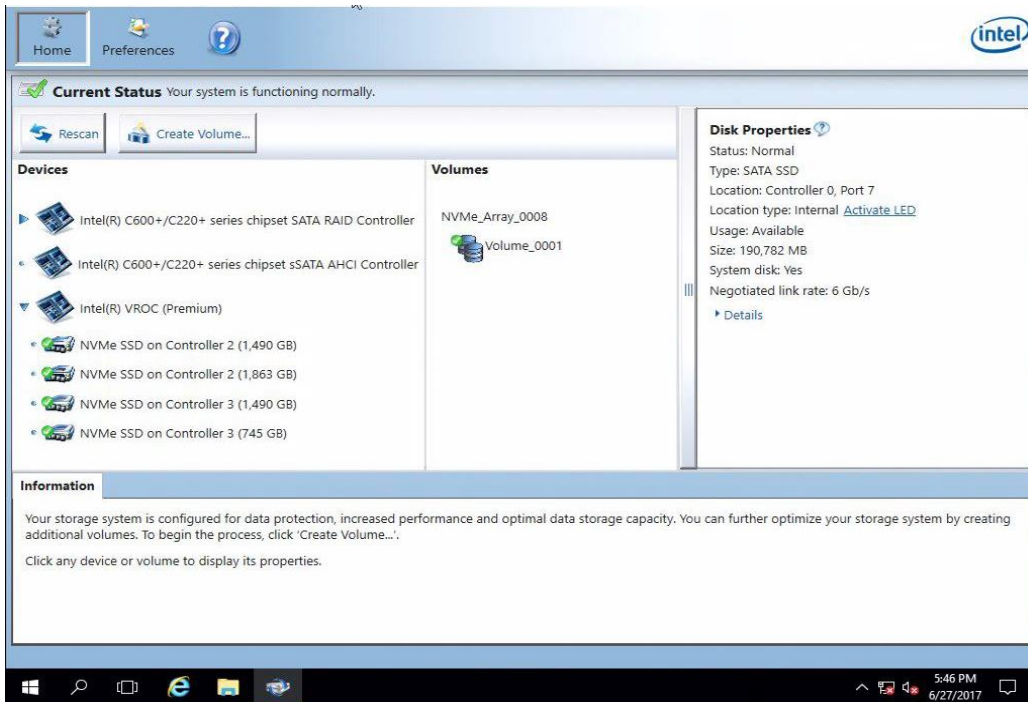 Home
Preferences
intel
Current Status Your system is functioning normally.
Rescan
Create Volume...
Devices
Intel(R) C600+/C220+ series chipset SATA RAID Controller
Intel(R) C600+/C220+ series chipset sSATA AHCI Controller
Intel(R) VROC (Premium)
NVMe SSD on Controller 2 (1,490 GB)
NVMe SSD on Controller 2 (1,863 GB)
NVMe SSD on Controller 3 (1,490 GB)
NVMe SSD on Controller 3 (745 GB)
Volumes
NVMe_Array_0008
Volume_0001
Disk Properties
Status: Normal
Type: SATA SSD
Location: Controller 0, Port 7
Location type: Internal Activate LED
Usage: Available
Size: 190,782 MB
System disk: Yes
Negotiated link rate: 6 Gb/s
Details
Information
Your storage system is configured for data protection, increased performance and optimal data storage capacity. You can further optimize your storage system by creating
additional volumes. To begin the process, click 'Create Volume...'.
Click any device or volume to display its properties.
5:46 PM
6/27/2017